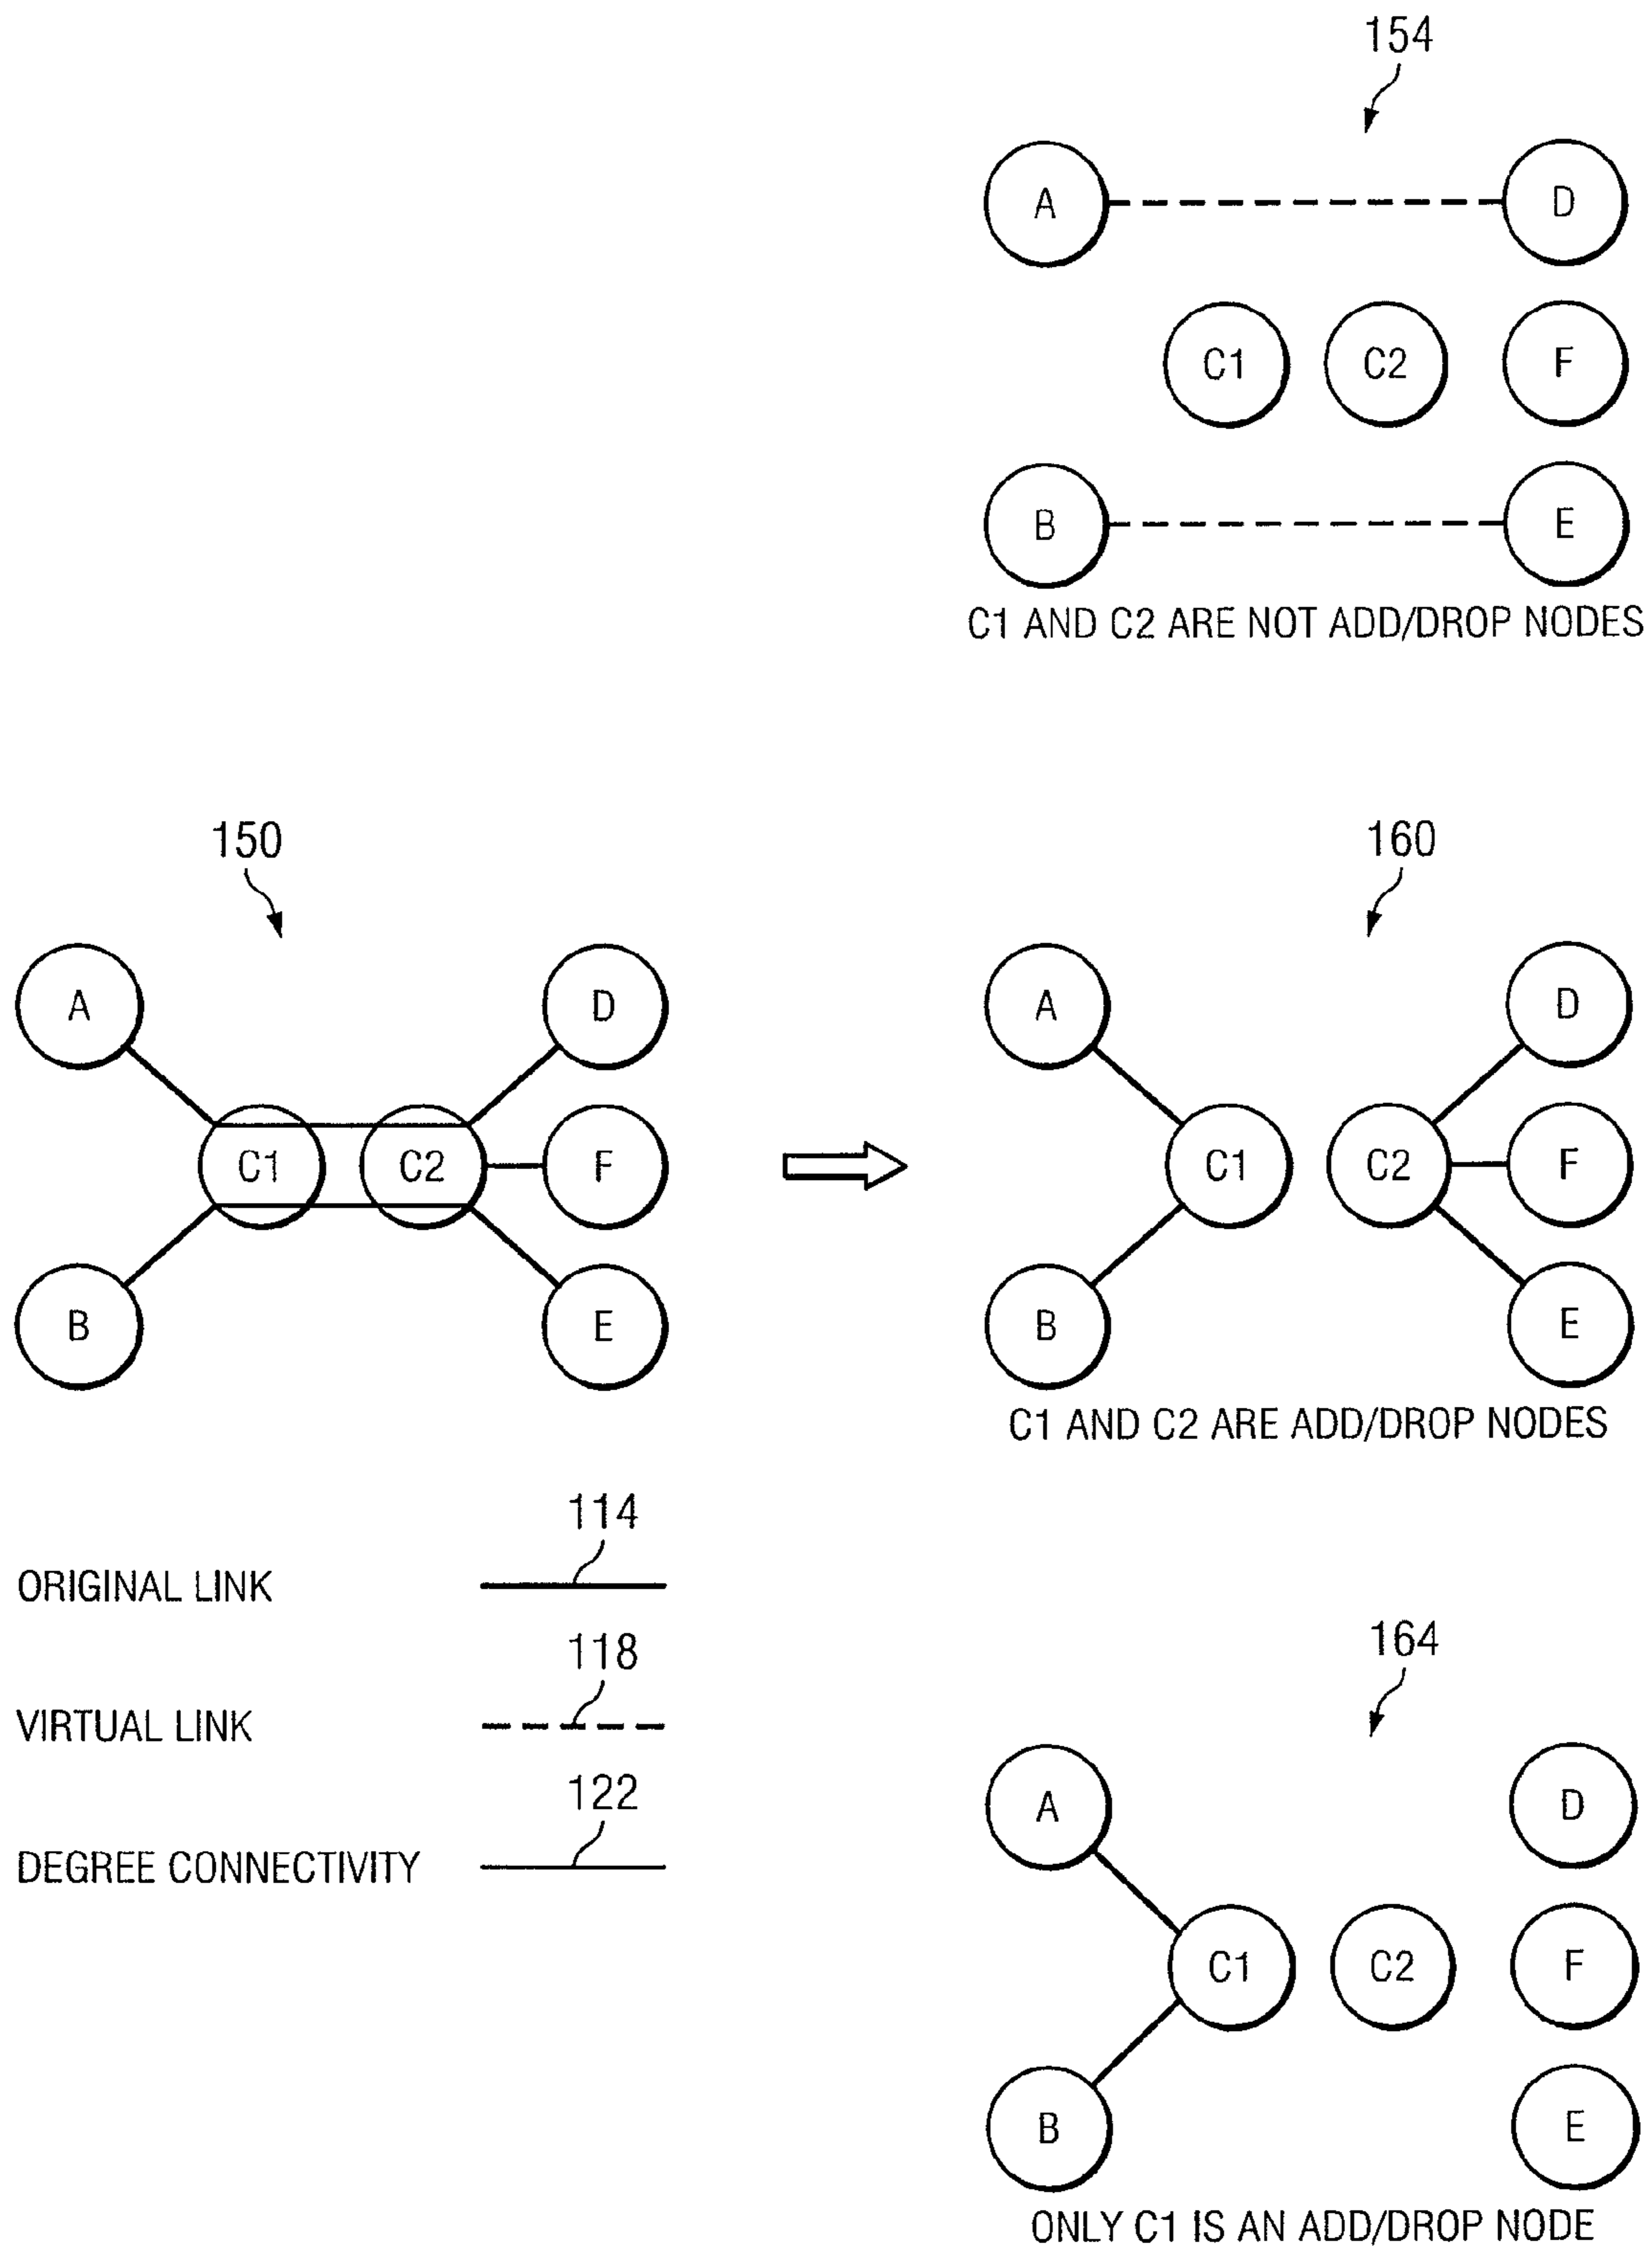 154
A
D
C1
C2
F
B
E
C1 AND C2 ARE NOT ADD/DROP NODES
150
A
D
C1
C2
F
B
E
160
A
D
C1
C2
F
B
E
C1 AND C2 ARE ADD/DROP NODES
ORIGINAL LINK
114
VIRTUAL LINK
118
DEGREE CONNECTIVITY
122
164
A
D
C1
C2
F
B
E
ONLY C1 IS AN ADD/DROP NODE